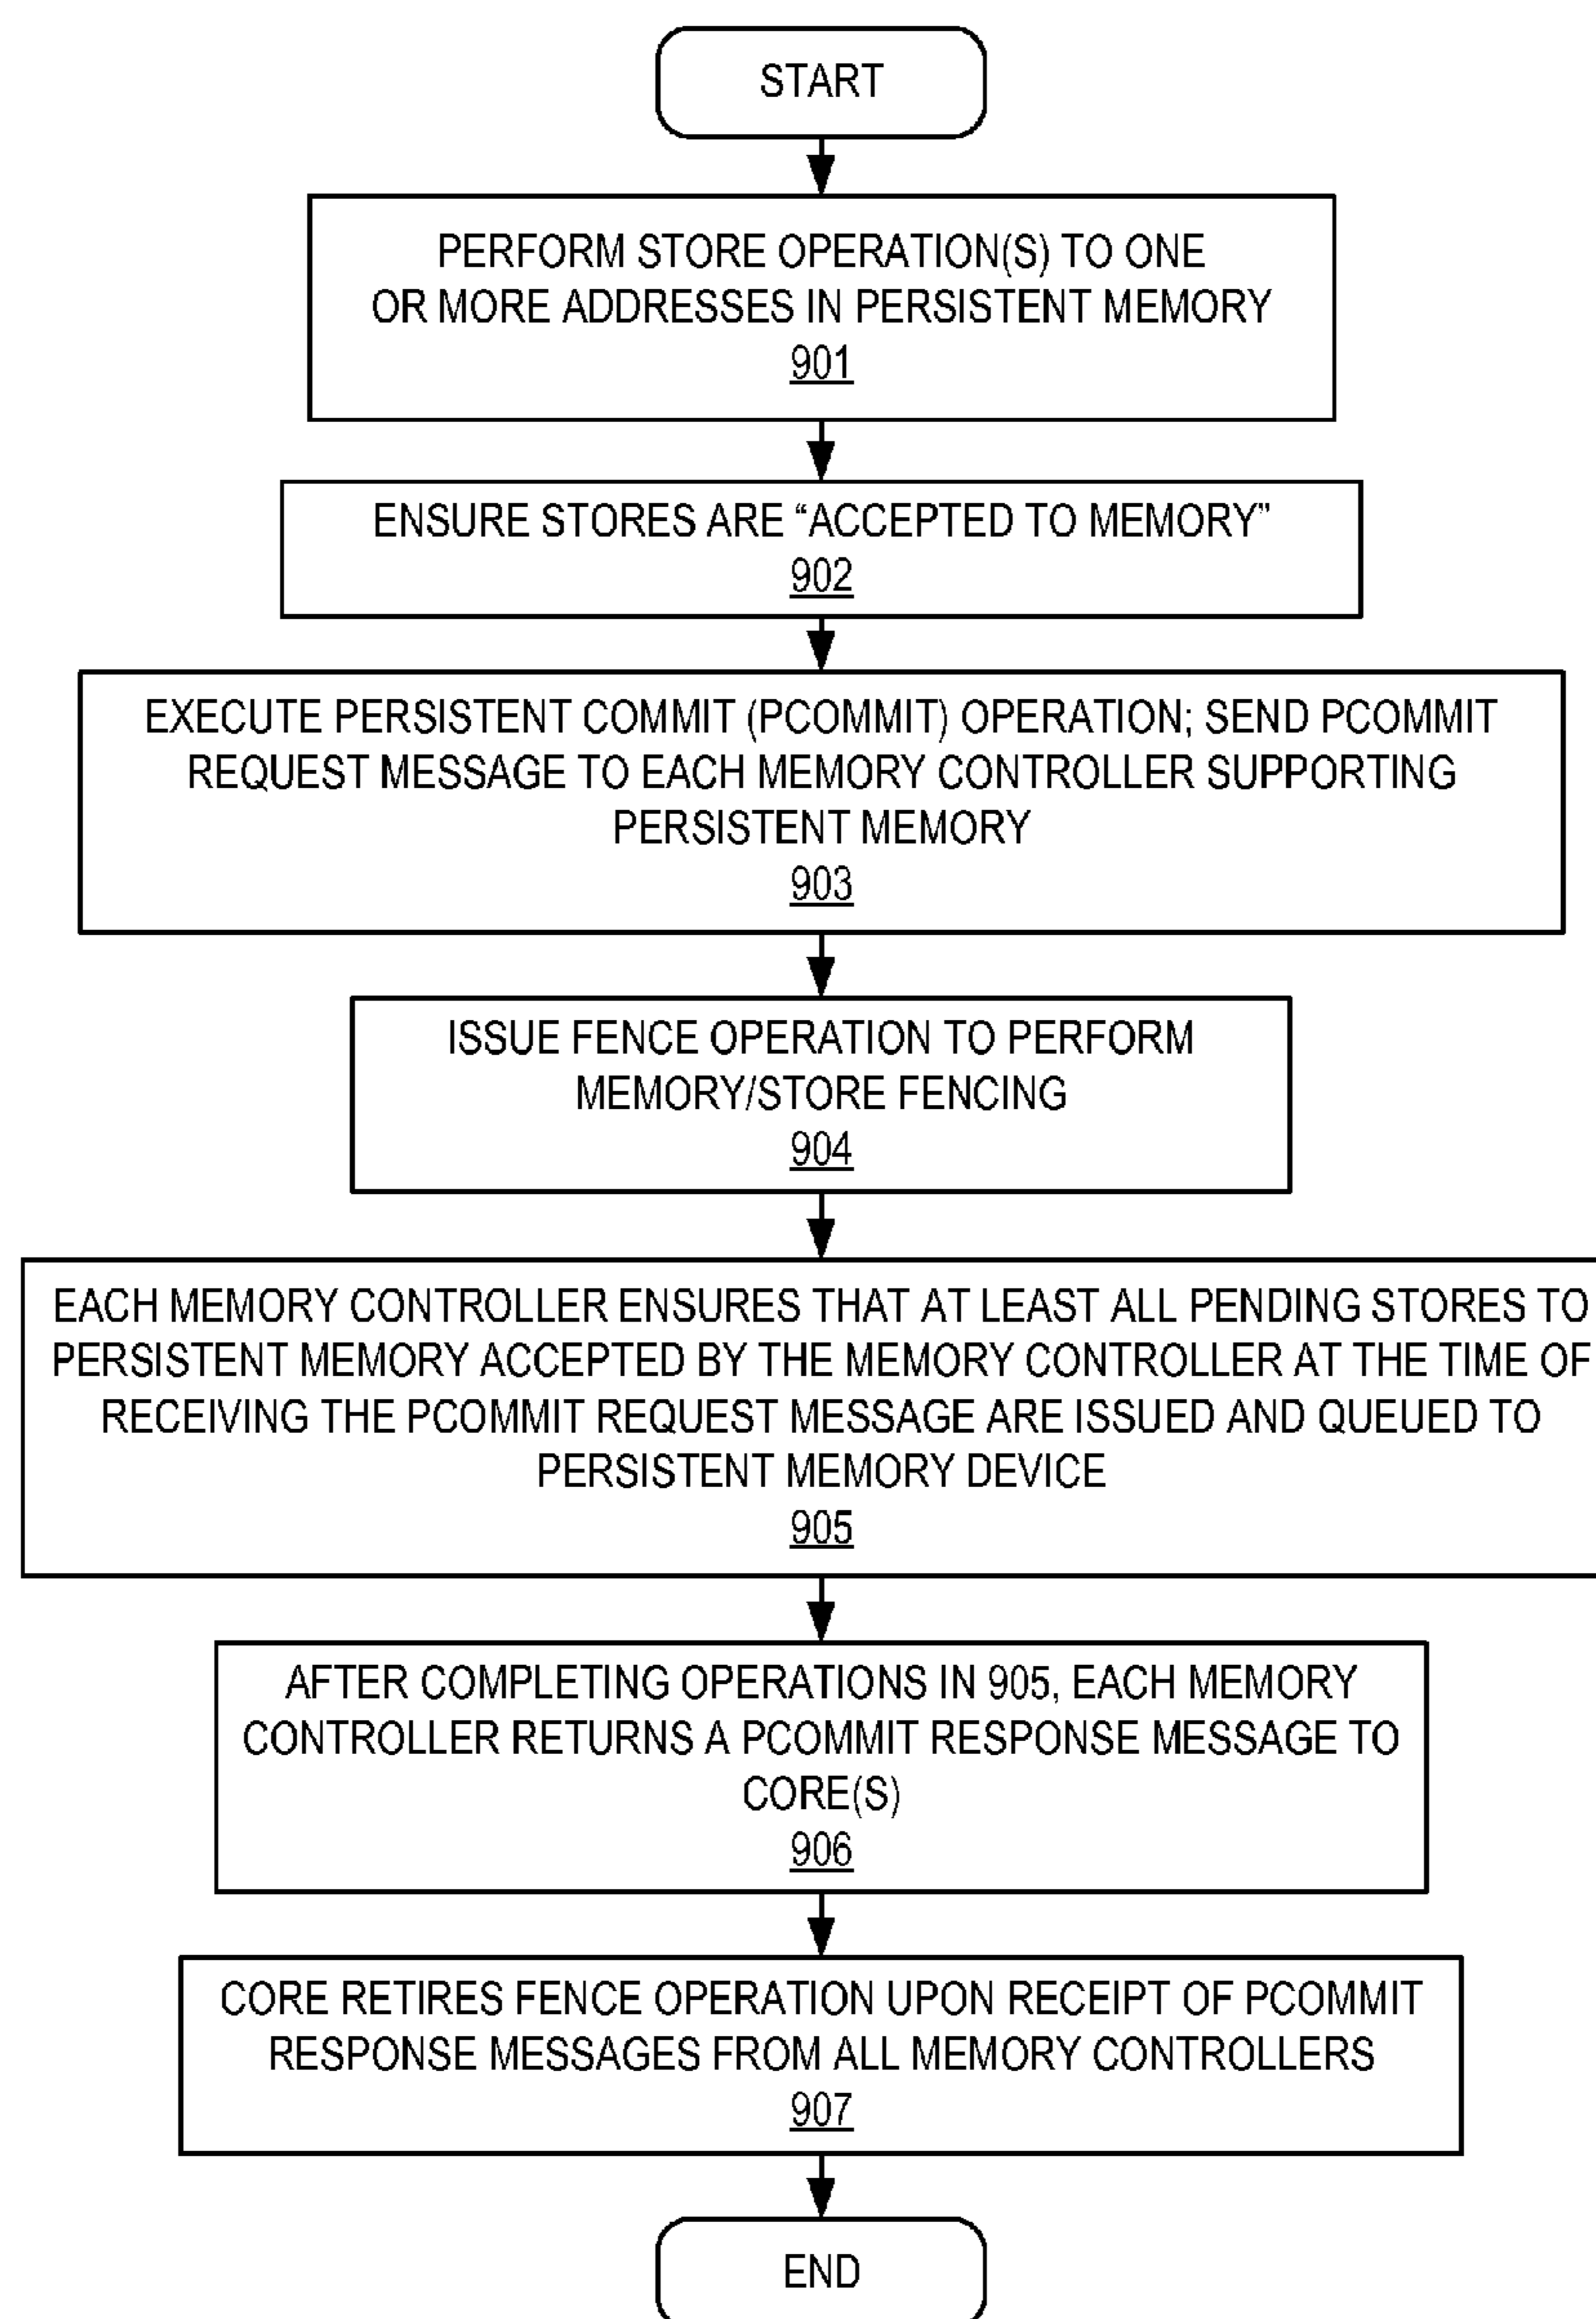 START
PERFORM STORE OPERATION(S) TO ONE
OR MORE ADDRESSES IN PERSISTENT MEMORY
901
ENSURE STORES ARE “ACCEPTED TO MEMORY”
902
EXECUTE PERSISTENT COMMIT (PCOMMIT) OPERATION; SEND PCOMMIT
REQUEST MESSAGE TO EACH MEMORY CONTROLLER SUPPORTING
PERSISTENT MEMORY
903
ISSUE FENCE OPERATION TO PERFORM
MEMORY/STORE FENCING
904
EACH MEMORY CONTROLLER ENSURES THAT AT LEAST ALL PENDING STORES TO
PERSISTENT MEMORY ACCEPTED BY THE MEMORY CONTROLLER AT THE TIME OF
RECEIVING THE PCOMMIT REQUEST MESSAGE ARE ISSUED AND QUEUED TO
PERSISTENT MEMORY DEVICE
905
AFTER COMPLETING OPERATIONS IN 905, EACH MEMORY
CONTROLLER RETURNS A PCOMMIT RESPONSE MESSAGE TO
CORE(S)
906
CORE RETIRES FENCE OPERATION UPON RECEIPT OF PCOMMIT
RESPONSE MESSAGES FROM ALL MEMORY CONTROLLERS
907
END